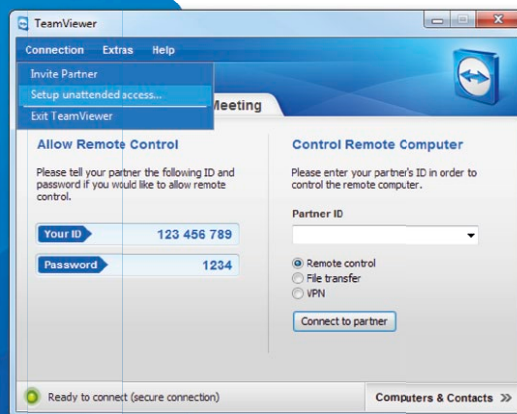 TeamViewer
Connection Extras Help
Invite Partner
Setup unattended access...
Exit TeamViewer
Meeting
Allow Remote Control
Please tell your partner the following ID and
password if you would like to allow remote
control.
Your ID 123 456 789
Password 1234
Control Remote Computer
Please enter your partner's ID in order to
control the remote computer.
Partner ID
Remote control
File transfer
VPN
Connect to partner
Ready to connect (secure connection)
Computers & Contacts >>